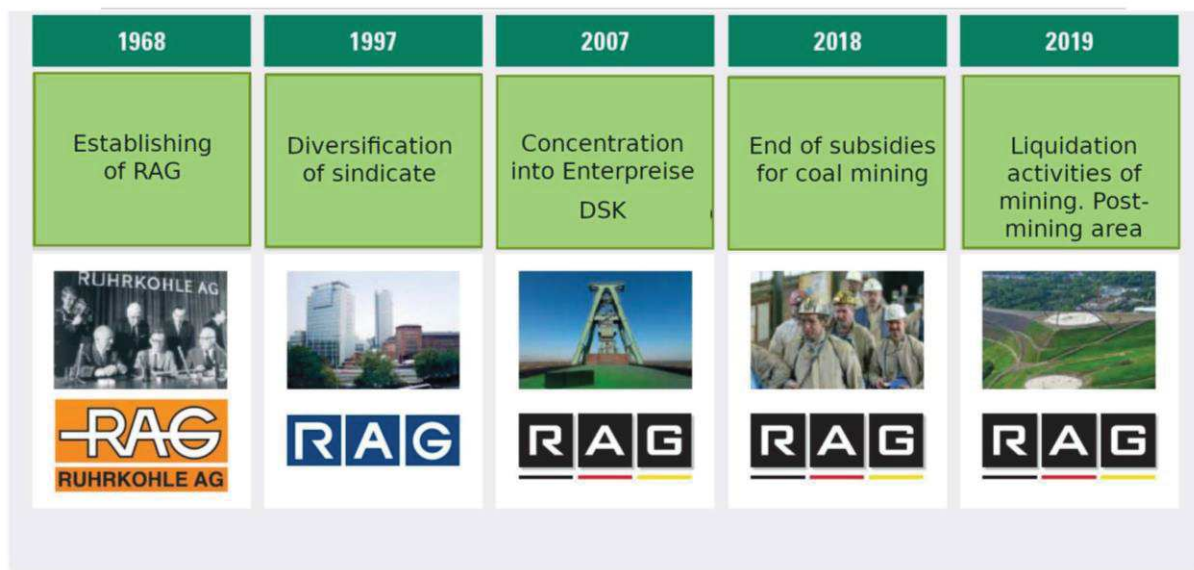 1968
1997
2007
2018
2019
Establishing
of RAG
Diversification
of sindicate
Concentration
into Enterpreise
DSK
End of subsidies
for coal mining
Liquidation
activities of
mining. Post-
mining area
RUHRKOHLE AG
RAG
RUHRKOHLE AG
RAG
RAG
RAG
RAG